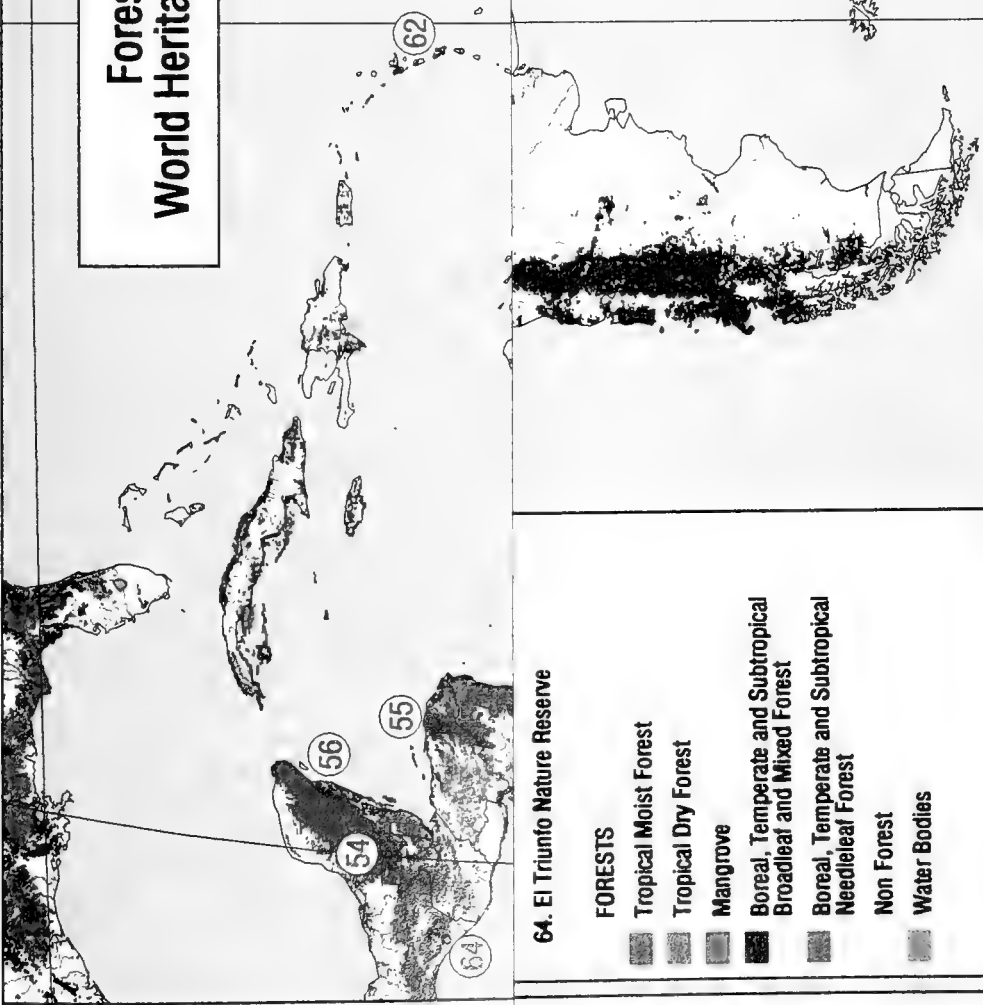 Fores
World Herita
62
56
55
54
64
64. El Triunfo Nature Reserve
FORESTS
Tropical Moist Forest
Tropical Dry Forest
Mangrove
Boreal, Temperate and Subtropical
Broadleaf and Mixed Forest
Boreal, Temperate and Subtropical
Needleleaf Forest
Non Forest
Water Bodies